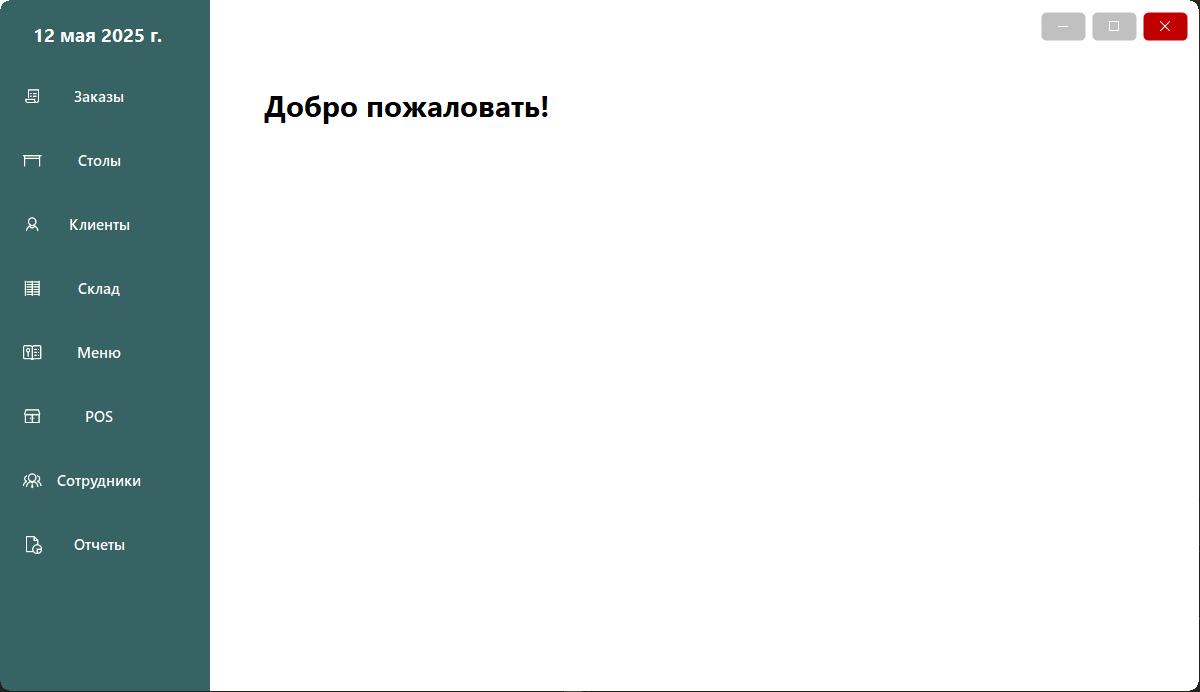 12 мая 2025 г.
Заказы
Столы
Клиенты
Склад
Меню
POS
Сотрудники
Отчеты
Добро пожаловать!